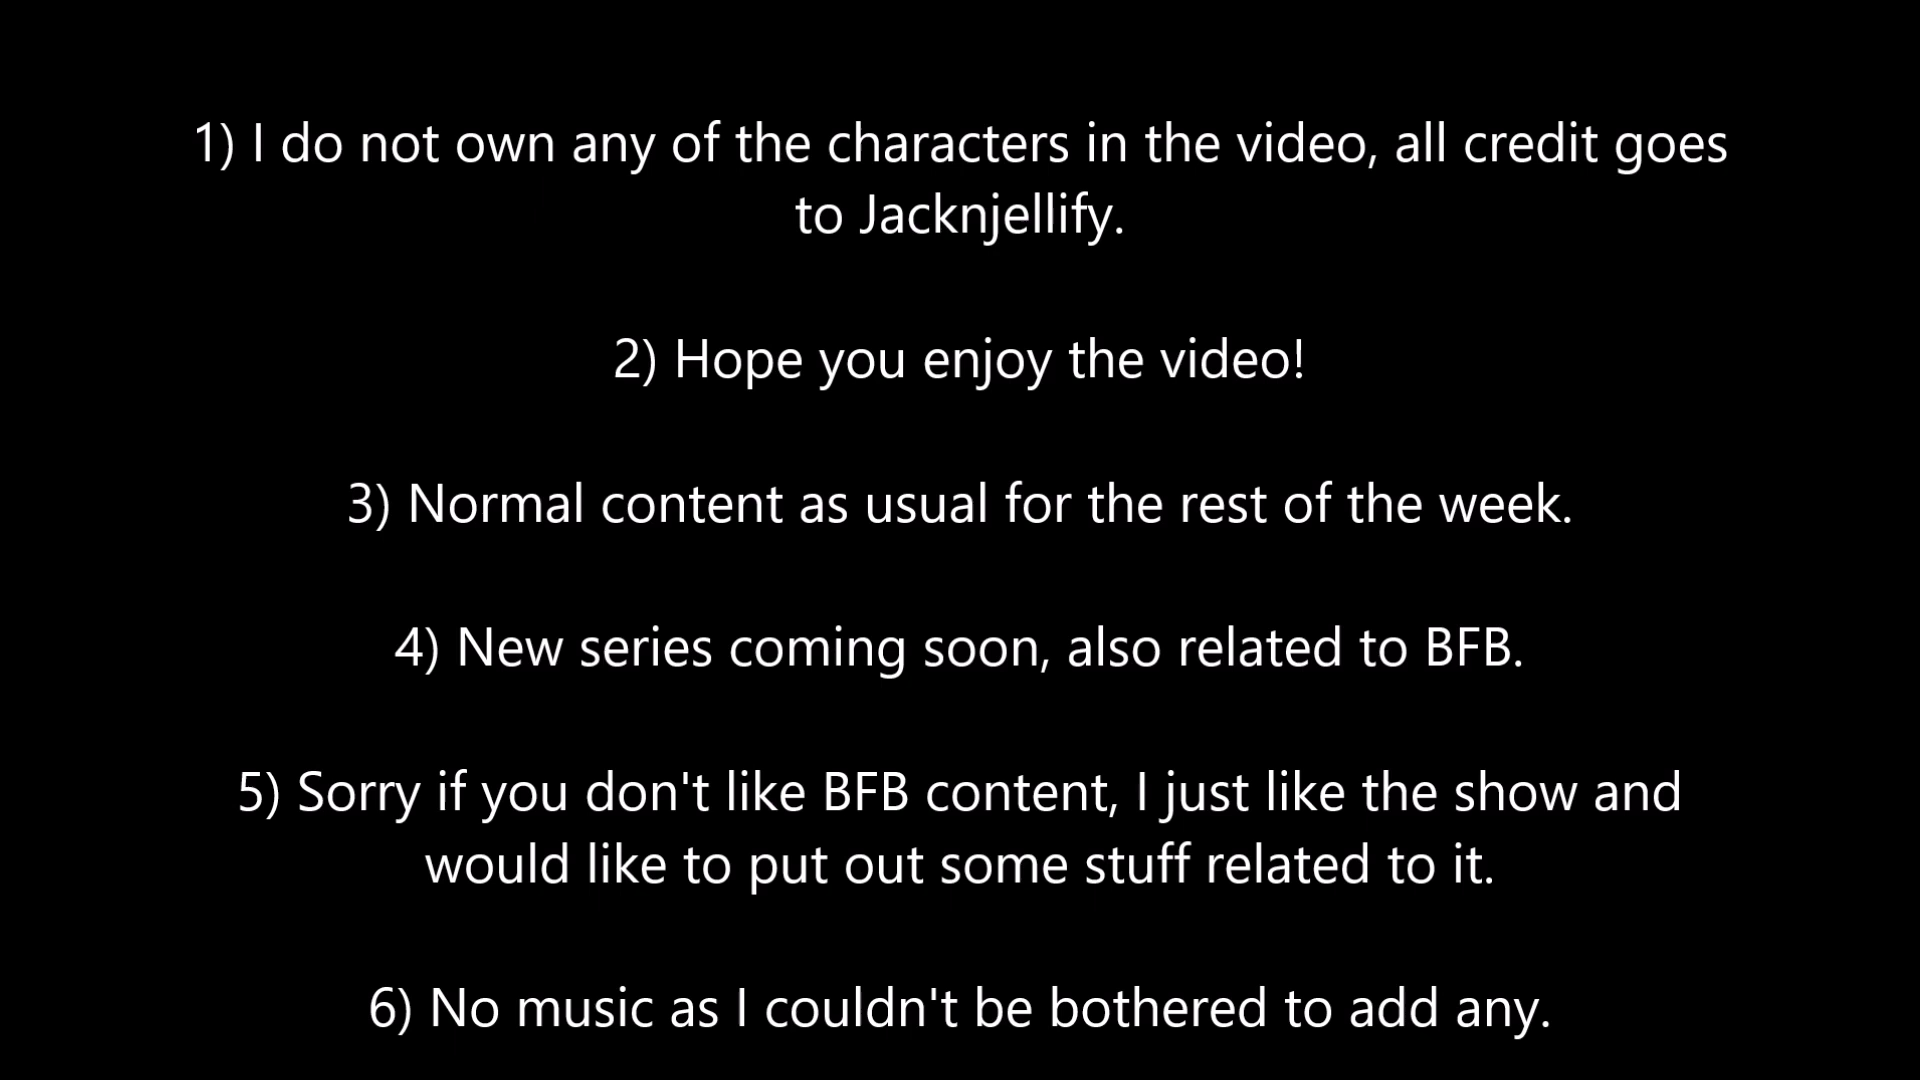 1) I do not own any of the characters in the video, all credit goes
to Jacknjellify.
2) Hope you enjoy the video!
3) Normal content as usual for the rest of the week.
4) New series coming soon, also related to BFB.
5) Sorry if you don't like BFB content, I just like the show and
would like to put out some stuff related to it.
6) No music as I couldn't be bothered to add any.